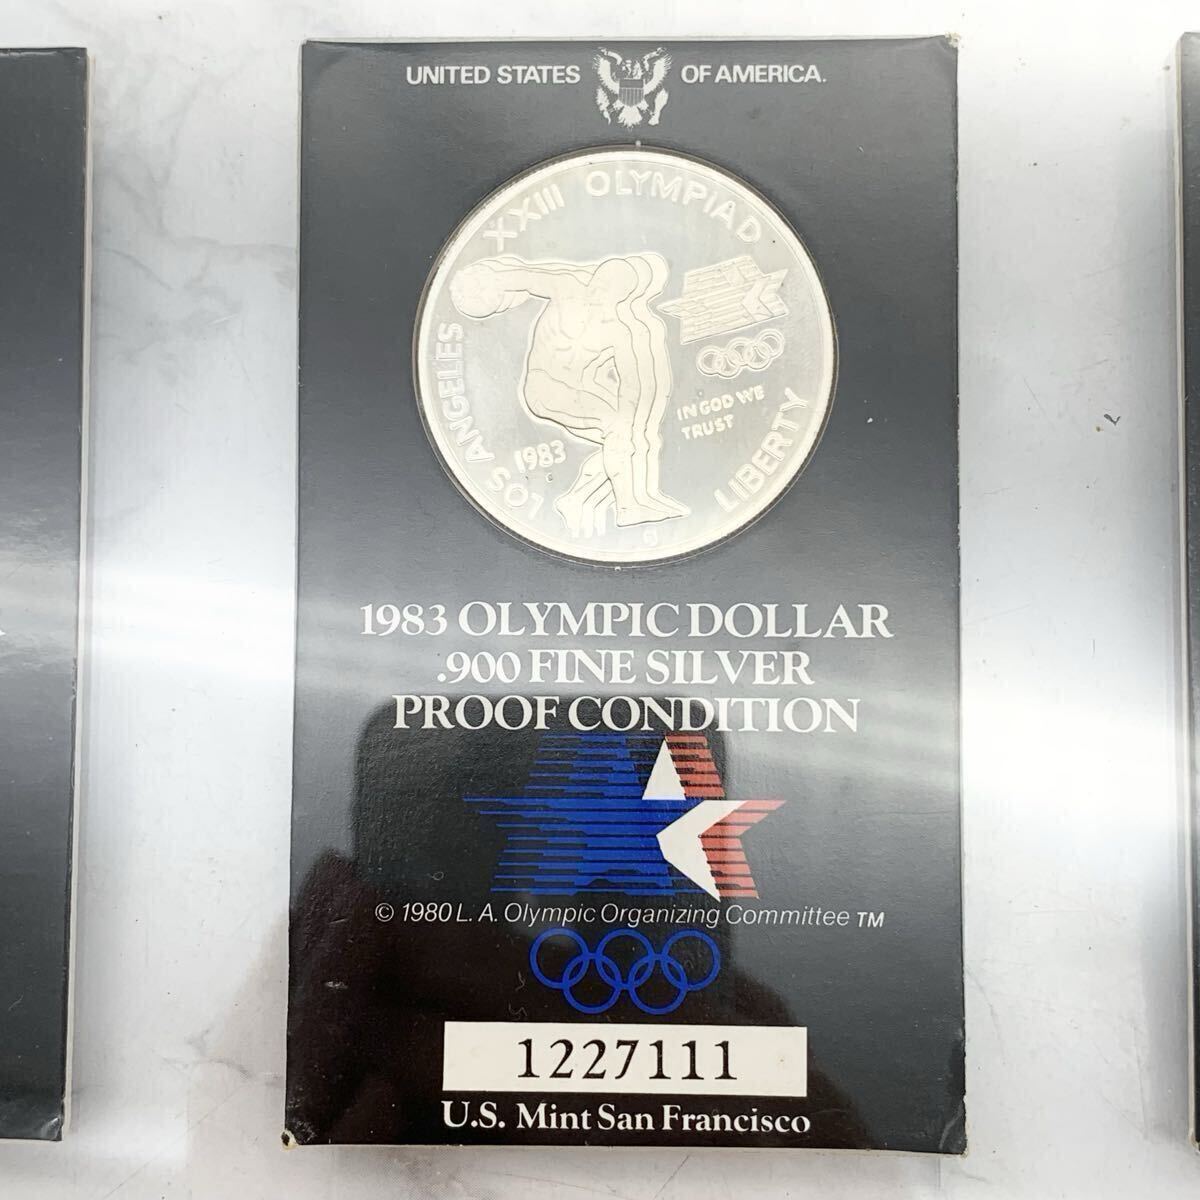 UNITED STATES OF AMERICA.
XXIII OLYMPIAD
LOS ANGELES
1983
S
IN GOD WE
TRUST
LIBERTY
1983 OLYMPIC DOLLAR
.900 FINE SILVER
PROOF CONDITION
© 1980 L. A. Olympic Organizing Committee TM
1227111
U.S. Mint San Francisco